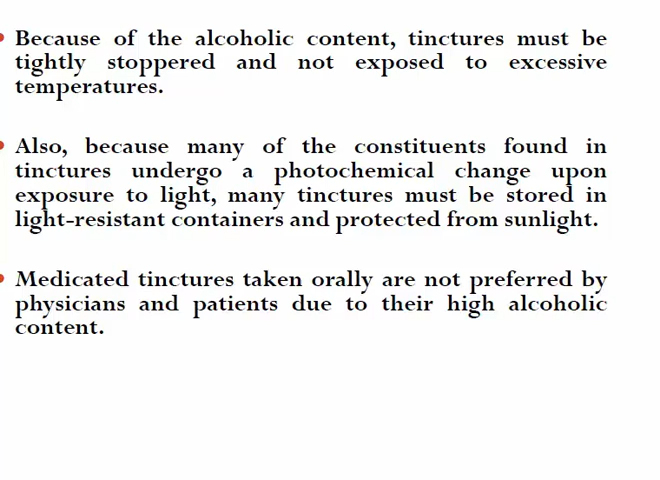 Because of the alcoholic content, tinctures must be
tightly stoppered and not exposed to excessive
temperatures.
Also, because many of the constituents found in
tinctures undergo a photochemical change upon
exposure to light, many tinctures must be stored in
light-resistant containers and protected from sunlight.
Medicated tinctures taken orally are not preferred by
physicians and patients due to their high alcoholic
content.